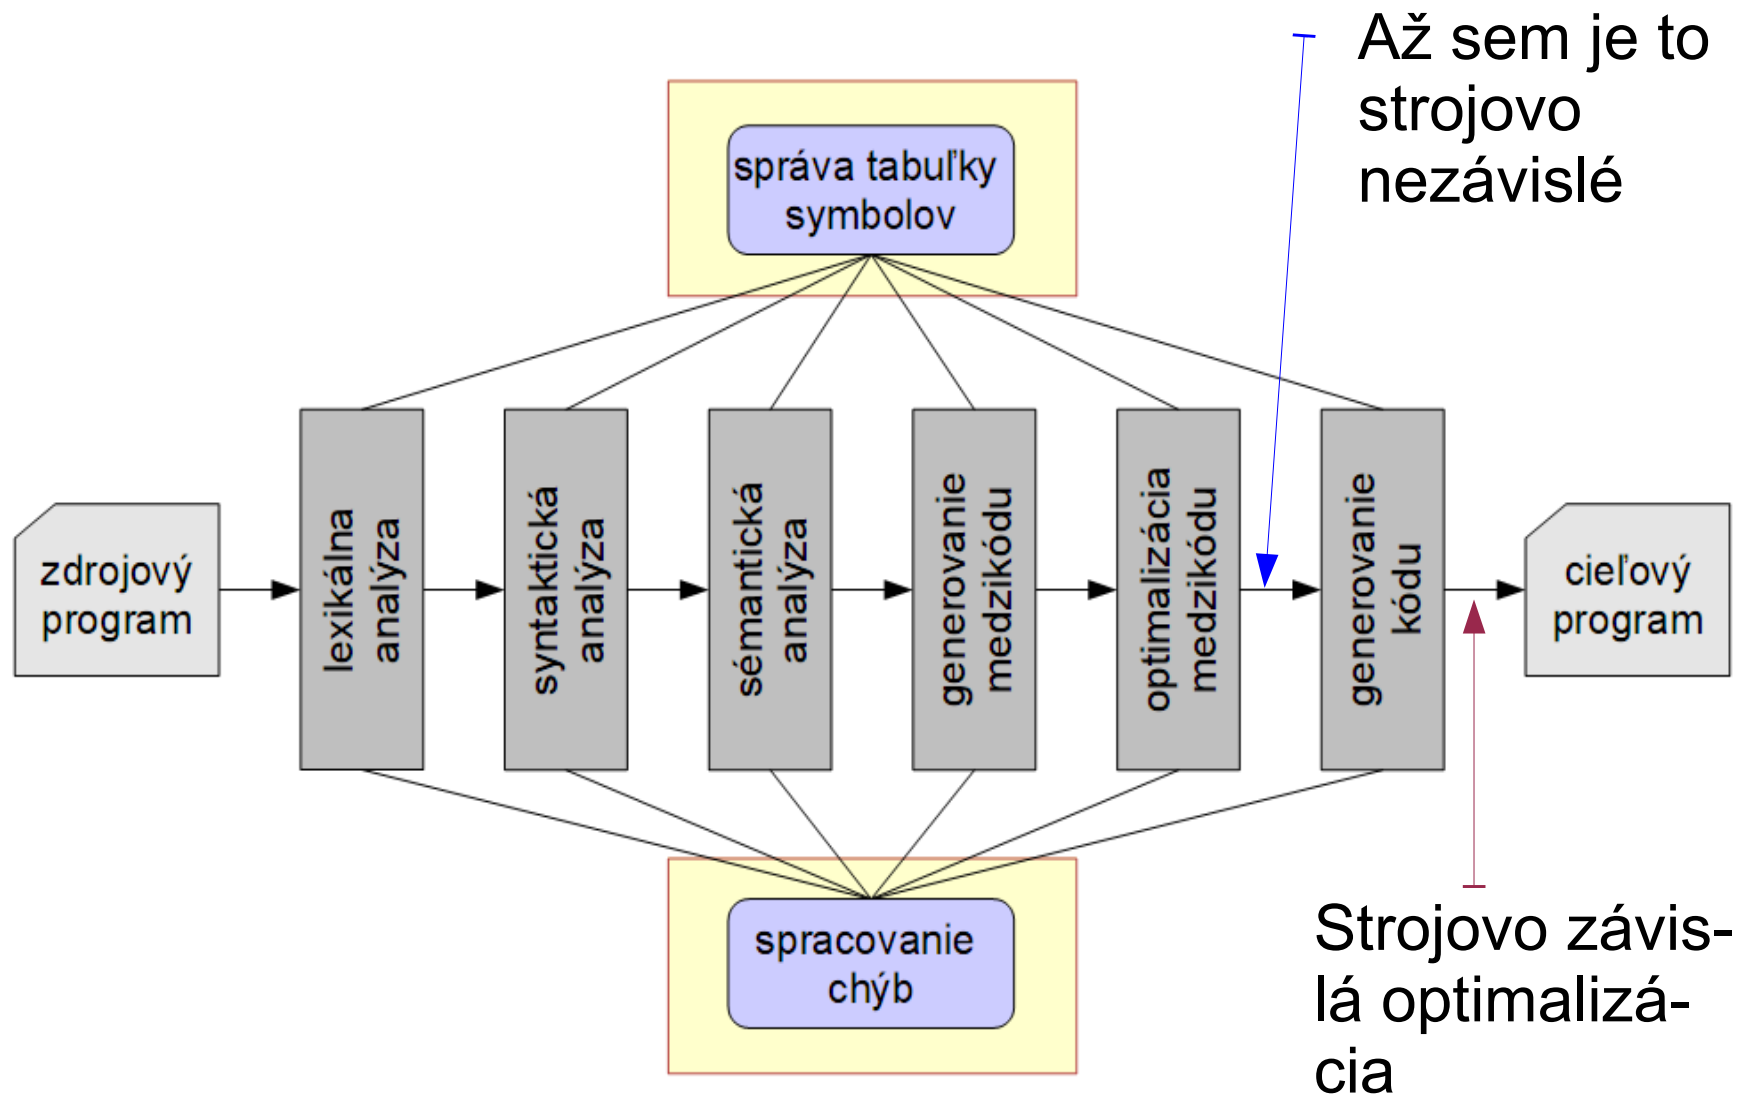 Až sem je to
strojovo
nezávislé
správa tabuľky
symbolov
zdrojový
program
lexikálna
analýza
syntaktická
analýza
sémantická
analýza
generovanie
medzikódu
optimalizácia
medzikódu
generovanie
kódu
cieľový
program
spracovanie
chýb
Strojovo závis-
lá optimalizá-
cia